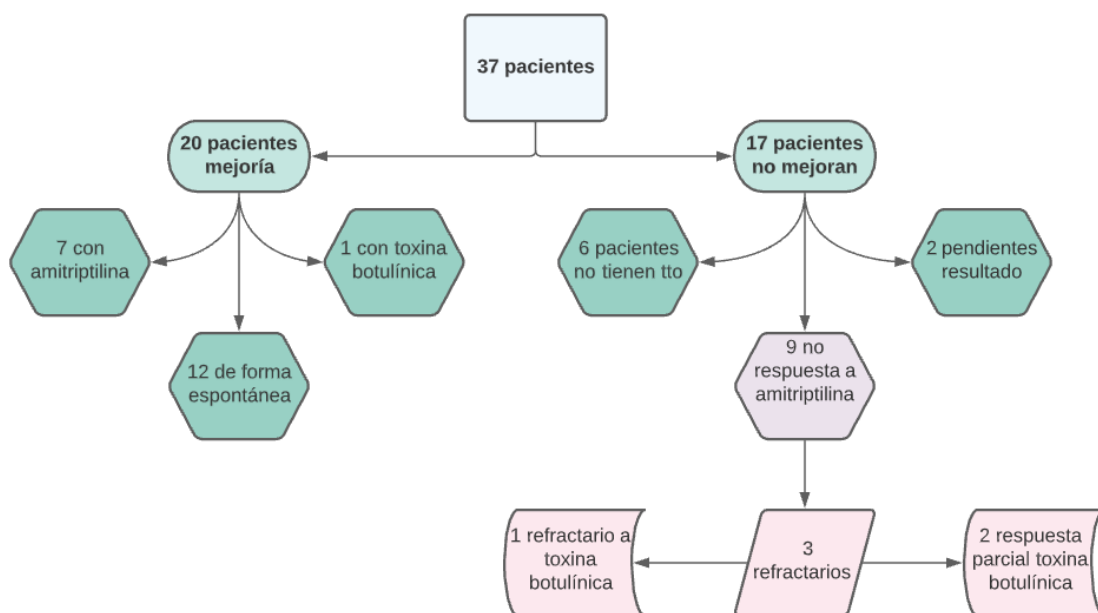 37 pacientes
20 pacientes
mejoría
17 pacientes
no mejoran
7 con
amitriptilina
1 con toxina
botulínica
6 pacientes
no tienen tto
2 pendientes
resultado
12 de forma
espontánea
9 no
respuesta a
amitriptilina
1 refractario a
toxina
botulínica
3
refractarios
2 respuesta
parcial toxina
botulínica